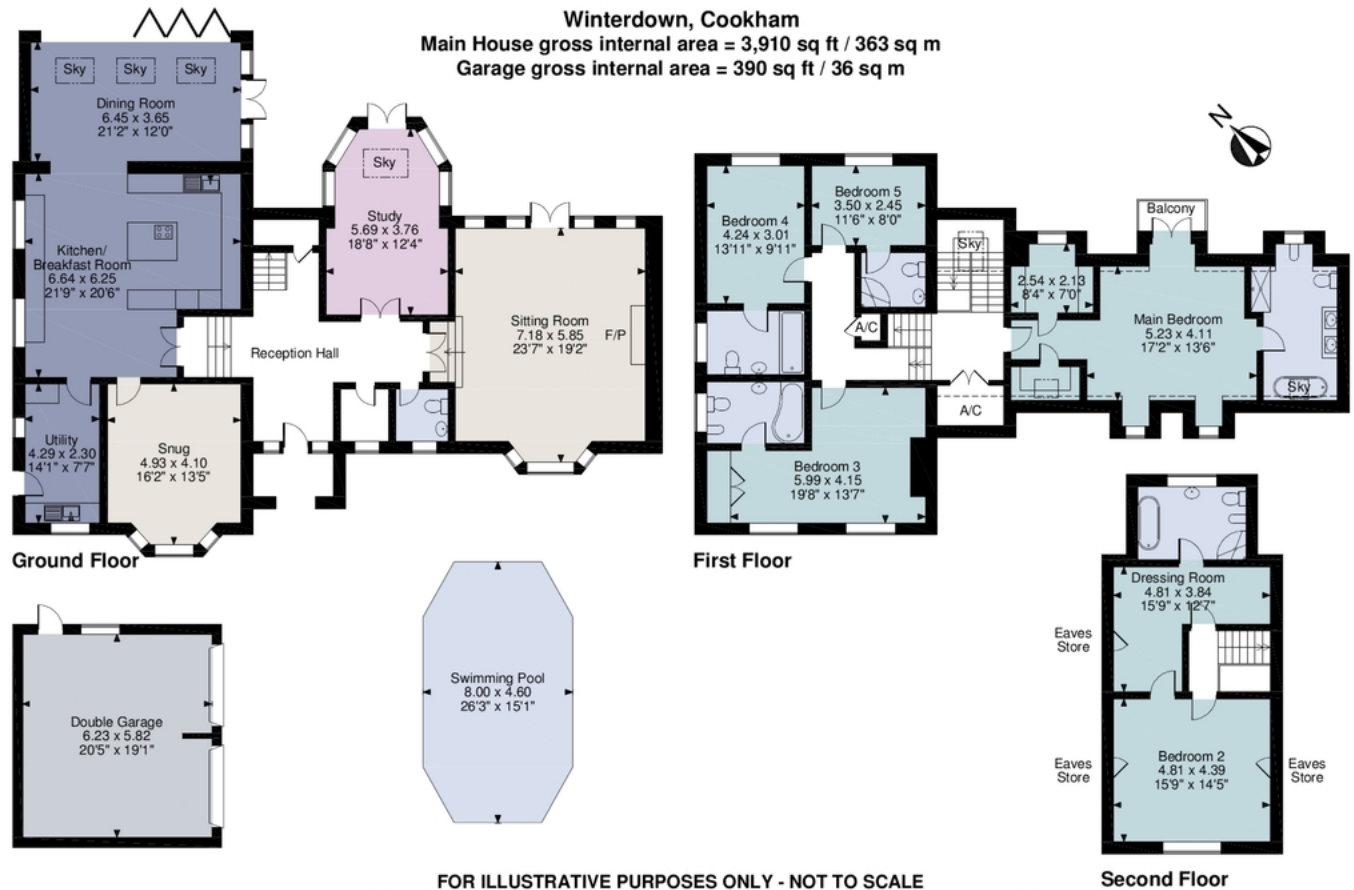 Winterdown, Cookham
Main House gross internal area = 3,910 sq ft / 363 sq m
Garage gross internal area = 390 sq ft / 36 sq m
N
Sky
Sky
Sky
Dining Room
6.45 x 3.65
21'2" x 12'0"
Sky
Study
5.69 x 3.76
18'8" x 12'4"
Kitchen/
Breakfast Room
6.64 x 6.25
21'9" x 20'6"
Reception Hall
Sitting Room
7.18 x 5.85
23'7" x 19'2"
F/P
Utility
4.29 x 2.30
14'1" x 7'7"
Snug
4.93 x 4.10
16'2" x 13'5"
Ground Floor
Bedroom 4
4.24 x 3.01
13'11" x 9'11"
Bedroom 5
3.50 x 2.45
11'6" x 8'0"
Sky
Balcony
2.54 x 2.13
8'4" x 7'0"
Main Bedroom
5.23 x 4.11
17'2" x 13'6"
A/C
Sky
A/C
Bedroom 3
5.99 x 4.15
19'8" x 13'7"
First Floor
Double Garage
6.23 x 5.82
20'5" x 19'1"
Swimming Pool
8.00 x 4.60
26'3" x 15'1"
Dressing Room
4.81 x 3.84
15'9" x 12'7"
Eaves
Store
Bedroom 2
4.81 x 4.39
15'9" x 14'5"
Eaves
Store
Eaves
Store
Second Floor
FOR ILLUSTRATIVE PURPOSES ONLY - NOT TO SCALE